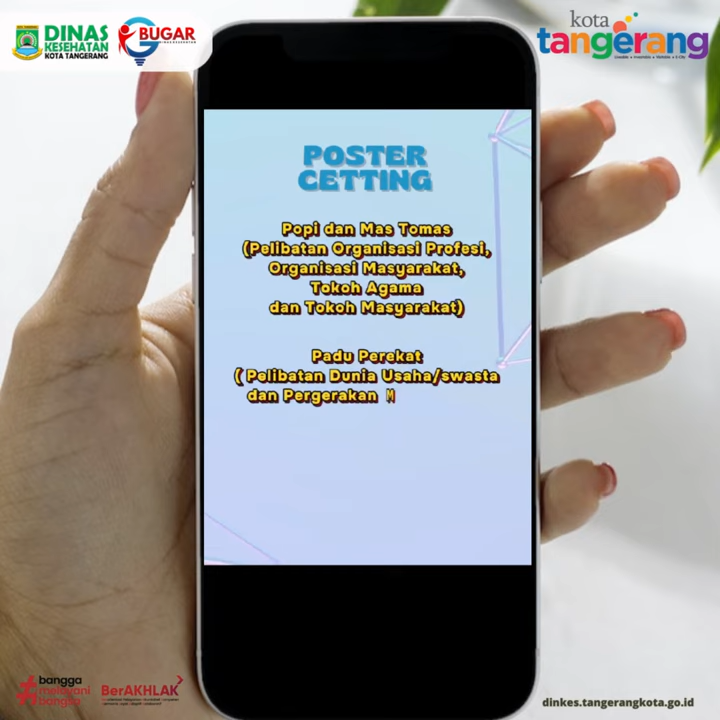 DINAS
KESEHATAN
KOTA TANGERANG
BUGAR
kota
tangerang
POSTER
CETTING
Popi dan Mas Tomas
(Pelibatan Organisasi Profesi,
Organisasi Masyarakat,
Tokoh Agama
dan Tokoh Masyarakat)
Padu Perekat
( Pelibatan Dunia Usaha/swasta
dan Pergerakan M
bangga
melayani
bangsa
BerAKHLAK
dinkes.tangerangkota.go.id